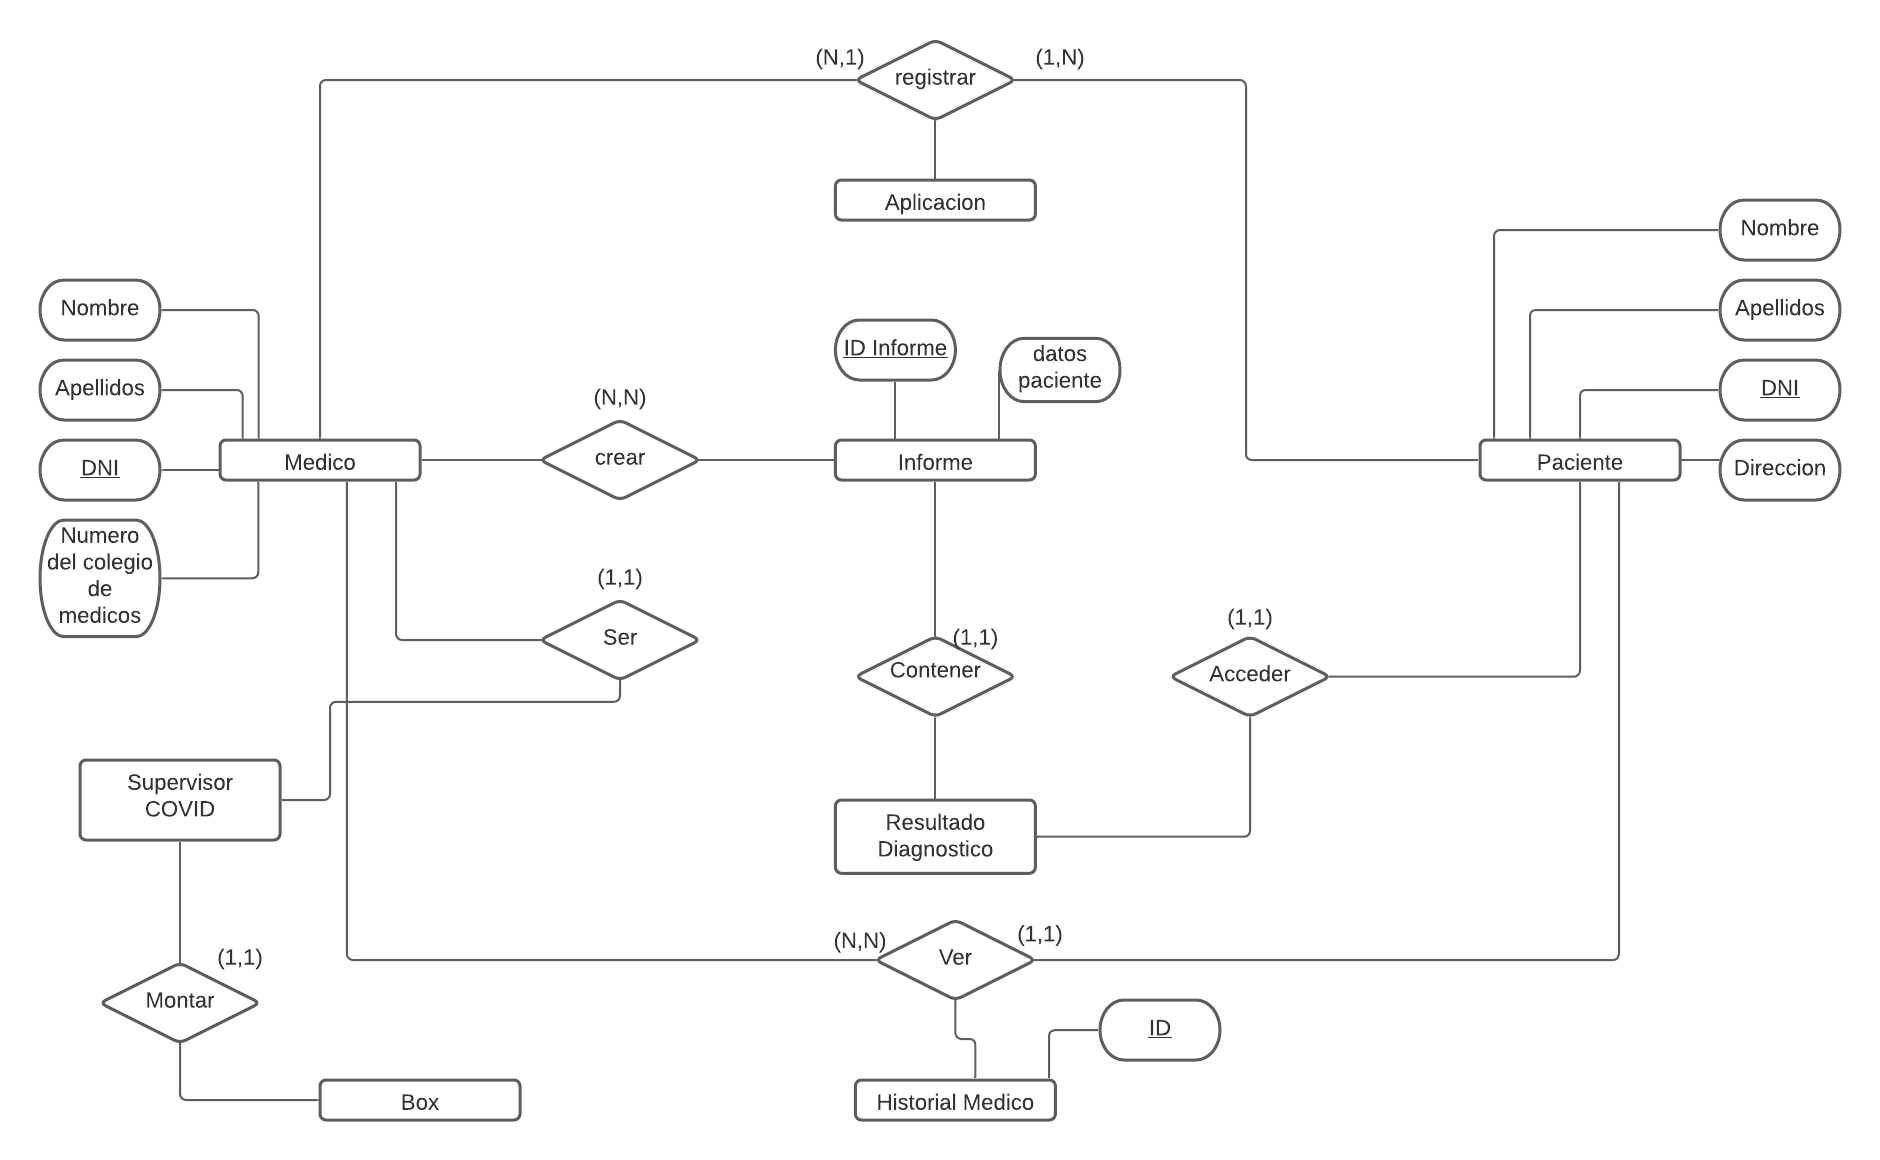 (N,1)
registrar
(1,N)
Aplicacion
Nombre
Apellidos
DNI
Direccion
Paciente
Nombre
Apellidos
DNI
Numero
del colegio
de
medicos
Medico
(N,N)
crear
ID Informe
datos
paciente
Informe
(1,1)
Ser
(1,1)
Contener
(1,1)
Acceder
Supervisor
COVID
Resultado
Diagnostico
(N,N)
Ver
(1,1)
(1,1)
Montar
ID
Box
Historial Medico